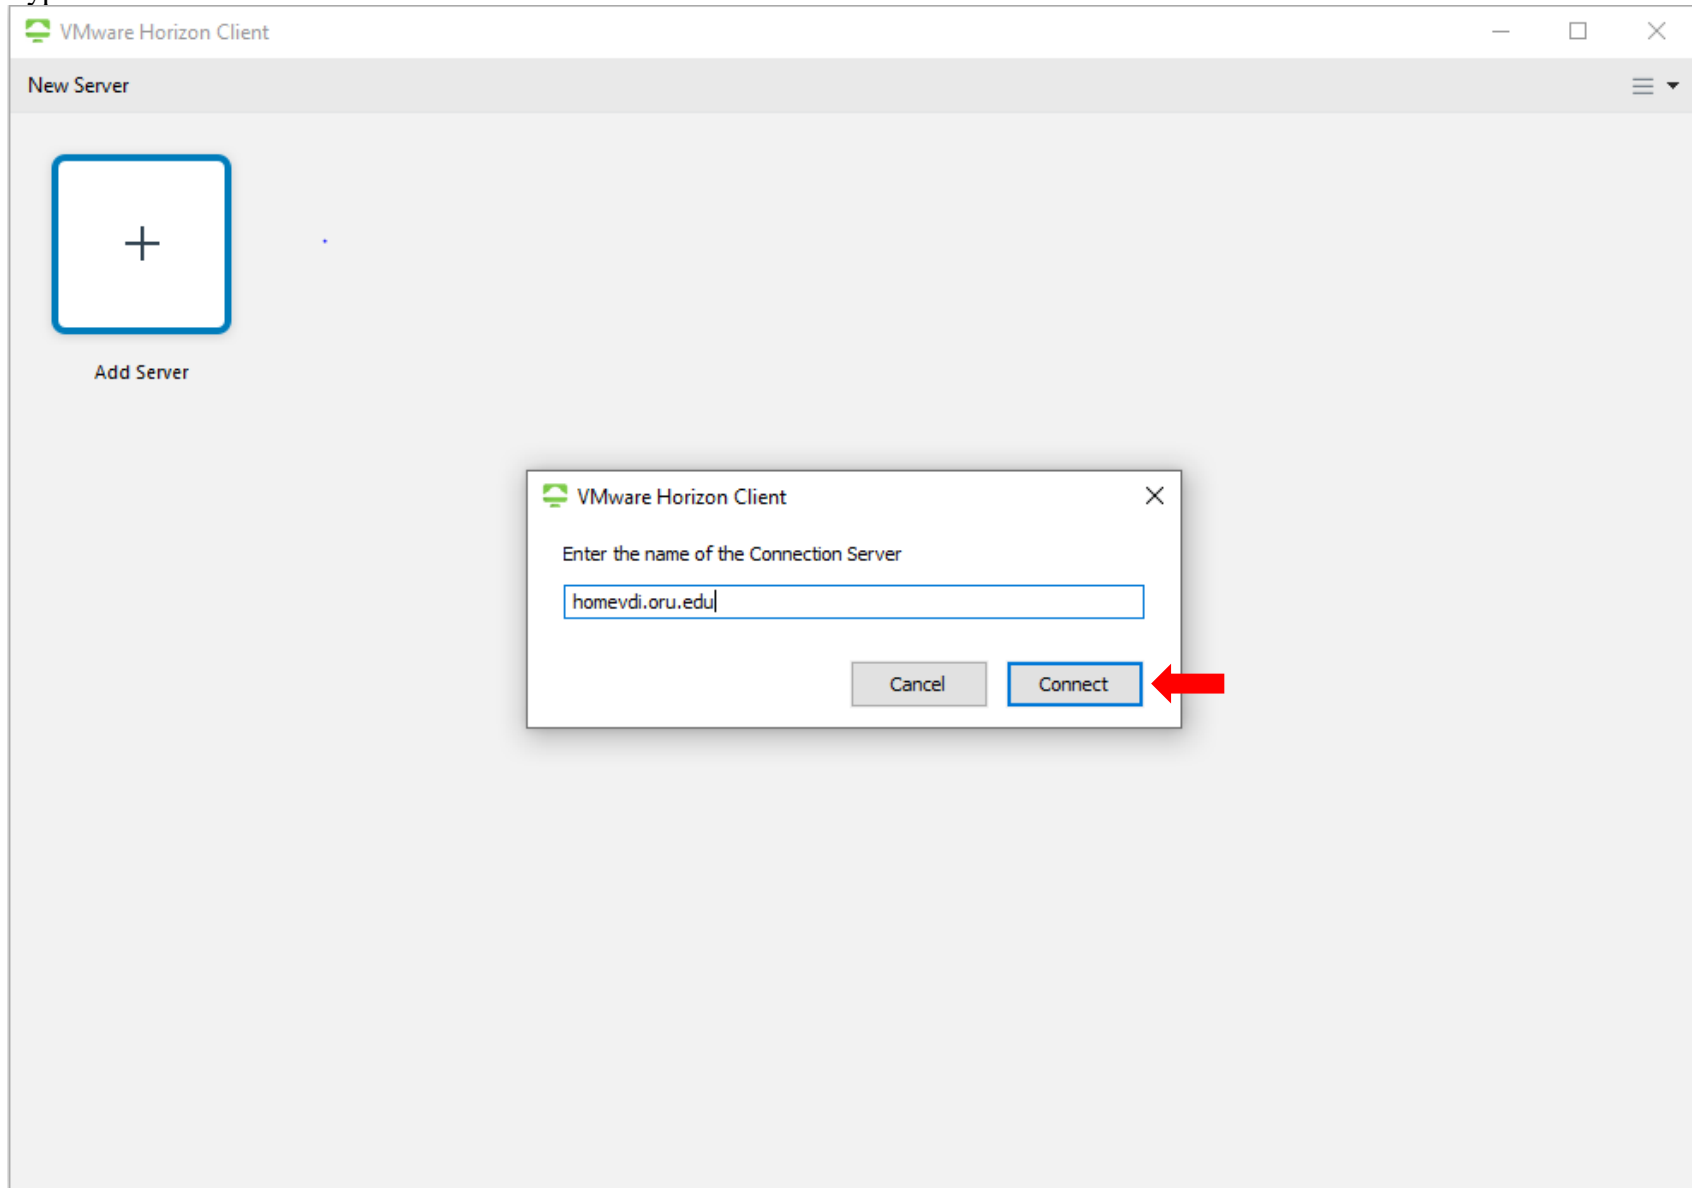 VMware Horizon Client
New Server
Add Server
VMware Horizon Client
Enter the name of the Connection Server
homevdi.oru.edu
Cancel
Connect